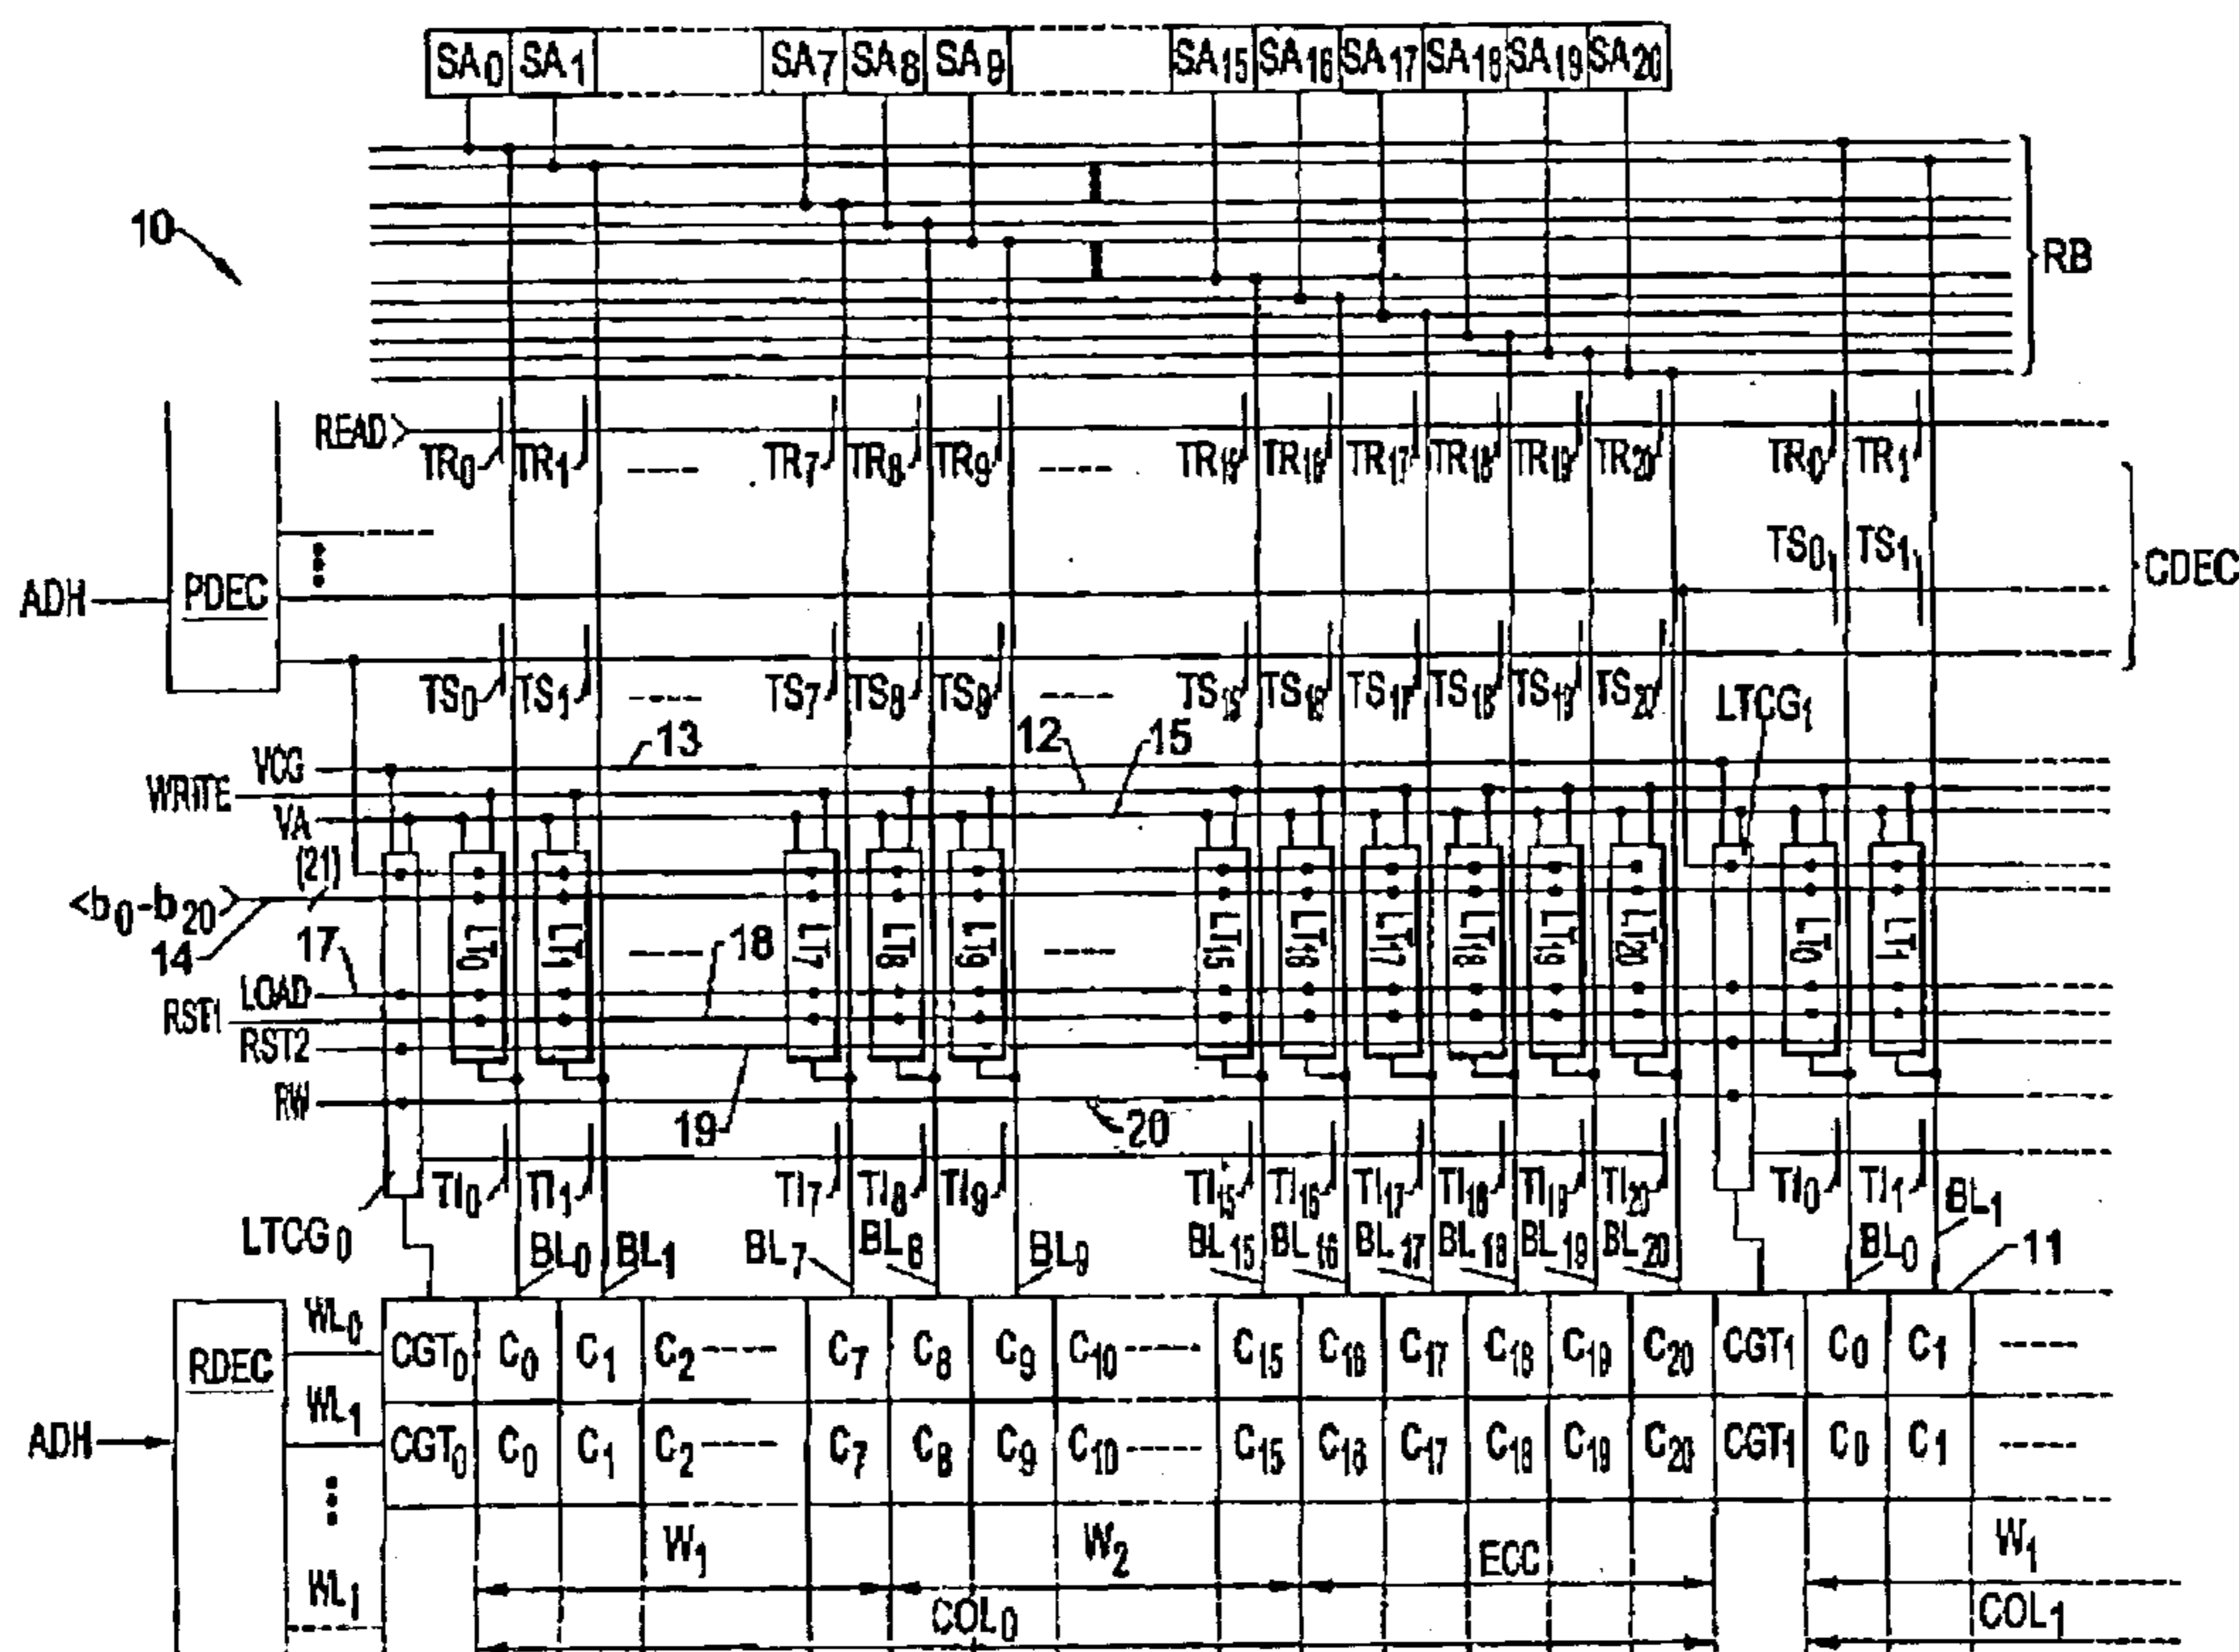 SA0 SA1 SA7 SA8 SA9 SA15 SA16 SA17 SA18 SA19 SA20
10
RB
READ
TR0 TR1 ---- TR7 TR8 TR9 ---- TR15 TR16 TR17 TR18 TR19 TR20 TR0 TR1
TS0 TS1
ADH PDEC CDEC
TS0 TS1 ---- TS7 TS8 TS9 ---- TS15 TS16 TS17 TS18 TS19 TS20 LTCG1
VCG 13 12 15
WRITE
VA
(21)
<b0-b20>
LT0 LT1 ---- LT7 LT8 LT9 ---- LT15 LT16 LT17 LT18 LT19 LT20 LT0 LT1
14 17 18
LOAD
RST1
RST2
RW
19 20
TI0 TI1 TI7 TI8 TI9 TI15 TI16 TI17 TI18 TI19 TI20 TI0 TI1
LTCG0 BL0 BL1 BL7 BL8 BL9 BL15 BL16 BL17 BL18 BL19 BL20 BL0 BL1 11
WL0
RDEC CGT0 C0 C1 C2---- C7 C8 C9 C10---- C15 C16 C17 C18 C19 C20 CGT1 C0 C1 ----
WL1
ADH CGT0 C0 C1 C2---- C7 C8 C9 C10---- C15 C16 C17 C18 C19 C20 CGT1 C0 C1 ----
W1 W2 ECC W1
WL1
COL0 COL1